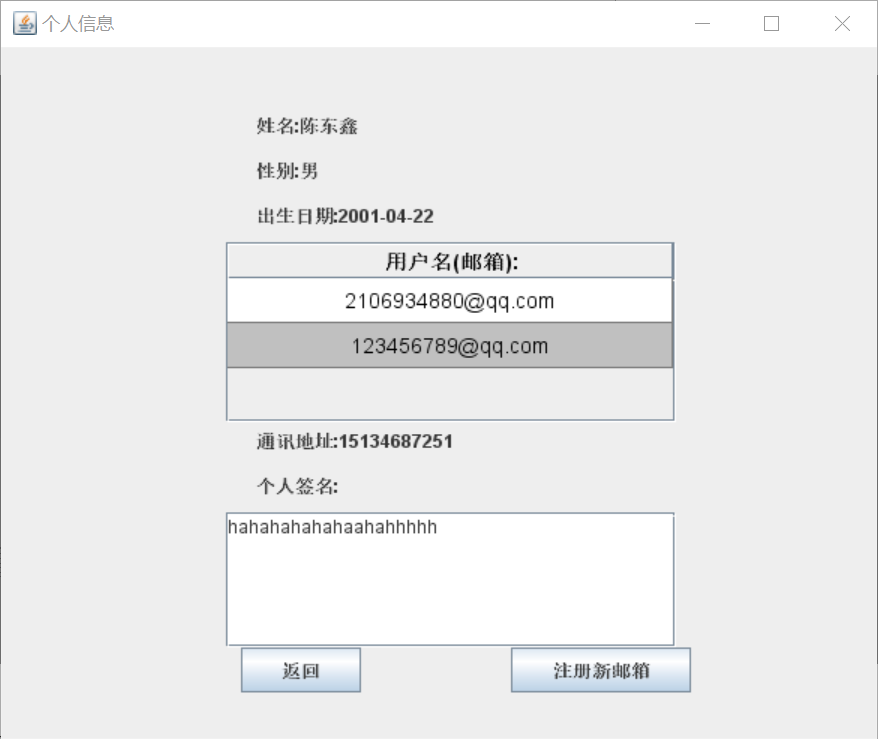 个人信息
姓名:陈东鑫
性别:男
出生日期:2001-04-22
用户名(邮箱):
2106934880@qq.com
123456789@qq.com
通讯地址:15134687251
个人签名:
hahahahahahaahahhhhh
返回
注册新邮箱